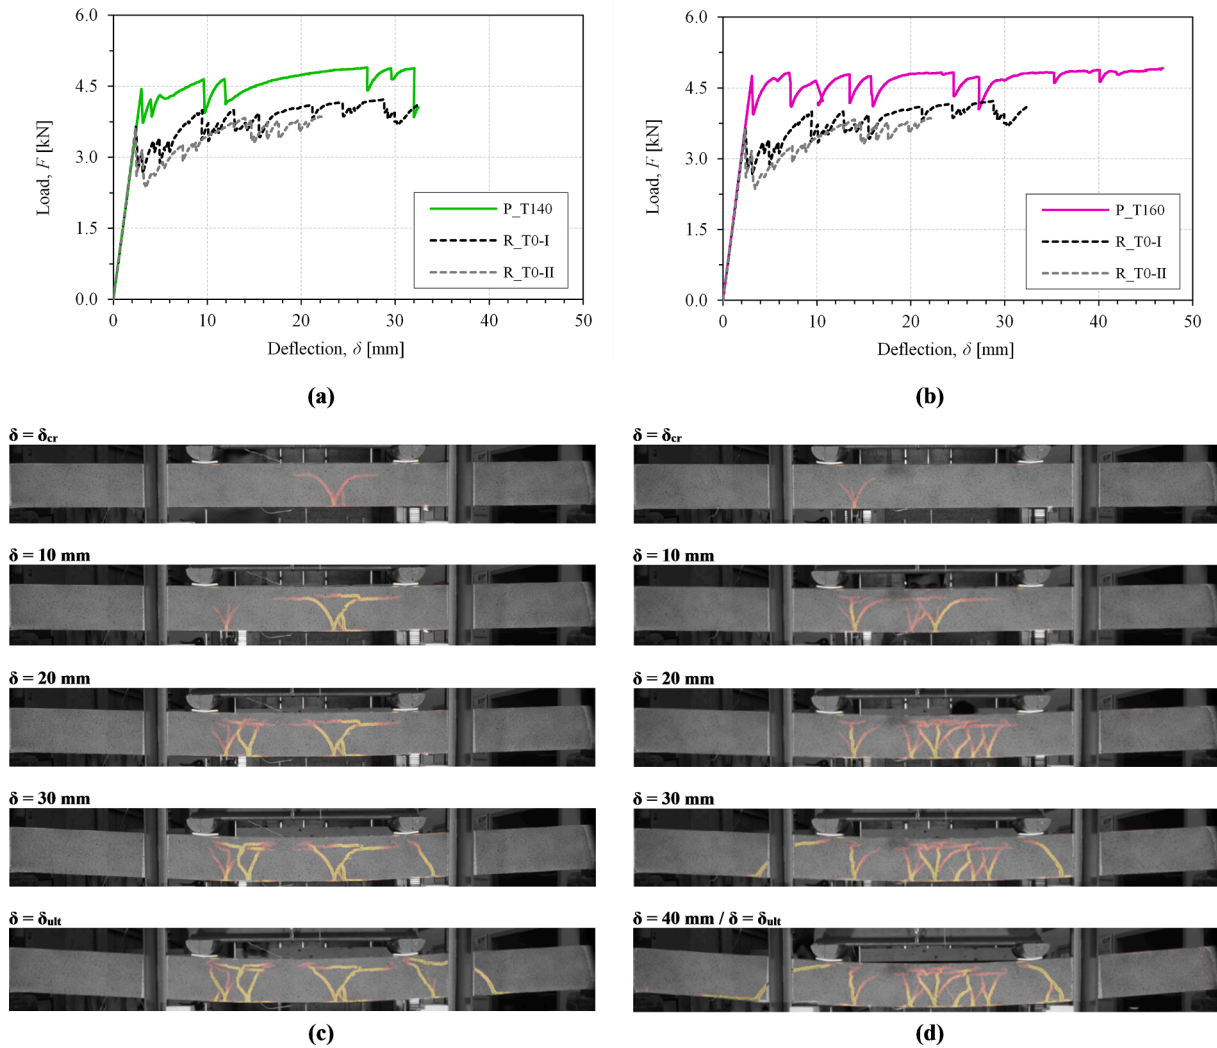 6.0
4.5
3.0
1.5
0.0
Load, F [kN]
P_T140
R_T0-I
R_T0-II
0 10 20 30 40 50
Deflection, δ [mm]
(a)
6.0
4.5
3.0
1.5
0.0
Load, F [kN]
P_T160
R_T0-I
R_T0-II
0 10 20 30 40 50
Deflection, δ [mm]
(b)
δ = δcr
δ = 10 mm
δ = 20 mm
δ = 30 mm
δ = δult
(c)
δ = δcr
δ = 10 mm
δ = 20 mm
δ = 30 mm
δ = 40 mm / δ = δult
(d)